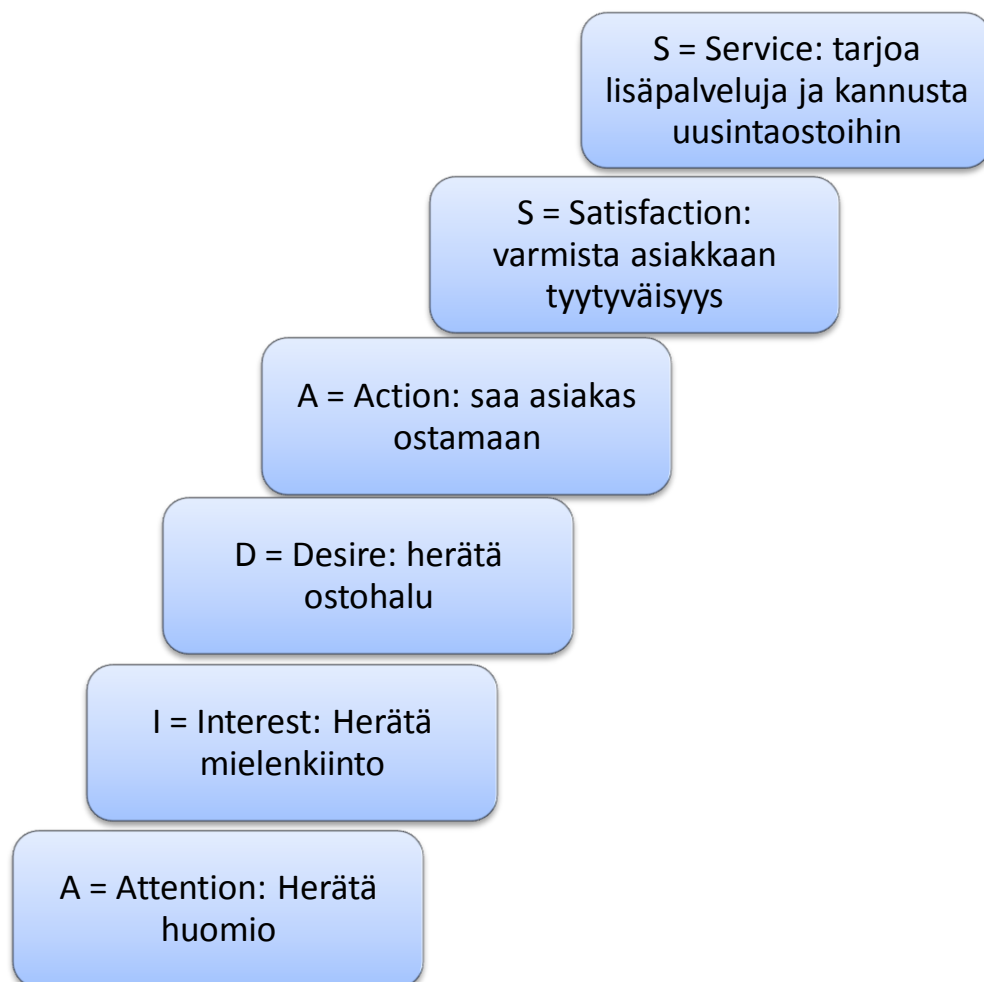 S = Service: tarjoa
lisäpalveluja ja kannusta
uusintaostoihin
S = Satisfaction:
varmista asiakkaan
tyytyväisyys
A = Action: saa asiakas
ostamaan
D = Desire: herätä
ostohalu
I = Interest: Herätä
mielenkiinto
A = Attention: Herätä
huomio